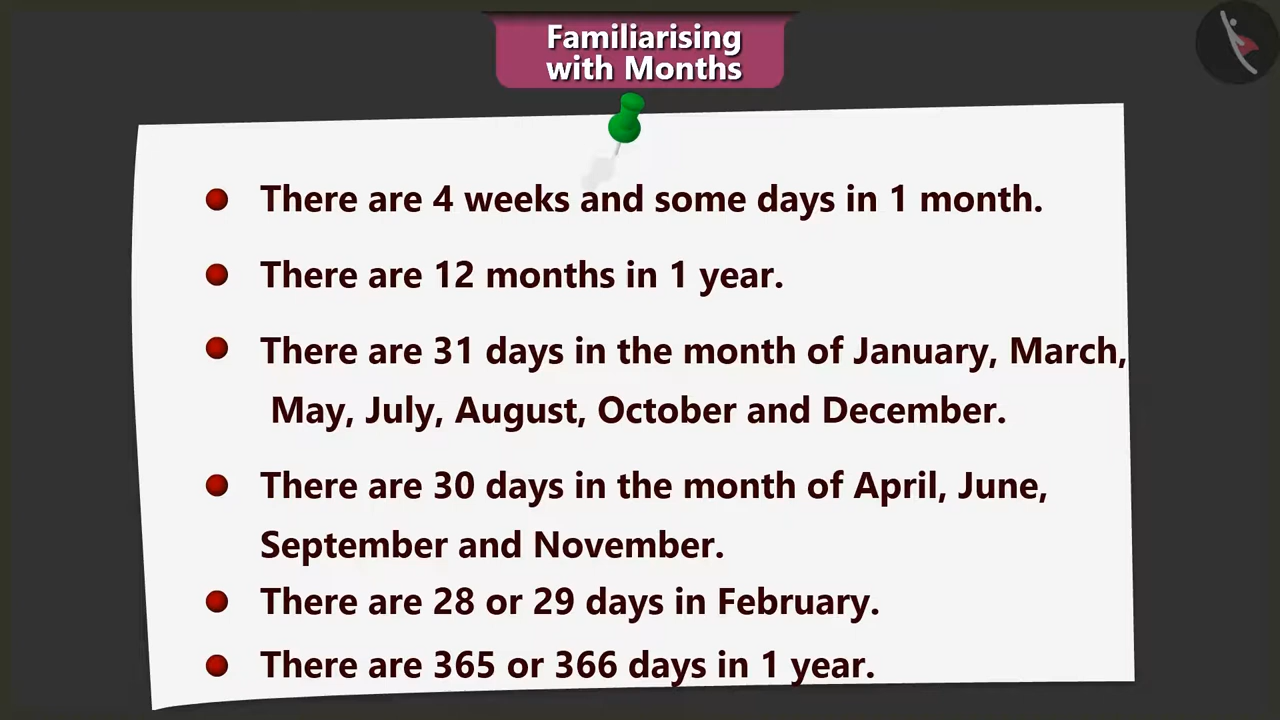 Familiarising
with Months
There are 4 weeks and some days in 1 month.
There are 12 months in 1 year.
There are 31 days in the month of January, March,
May, July, August, October and December.
There are 30 days in the month of April, June,
September and November.
There are 28 or 29 days in February.
There are 365 or 366 days in 1 year.